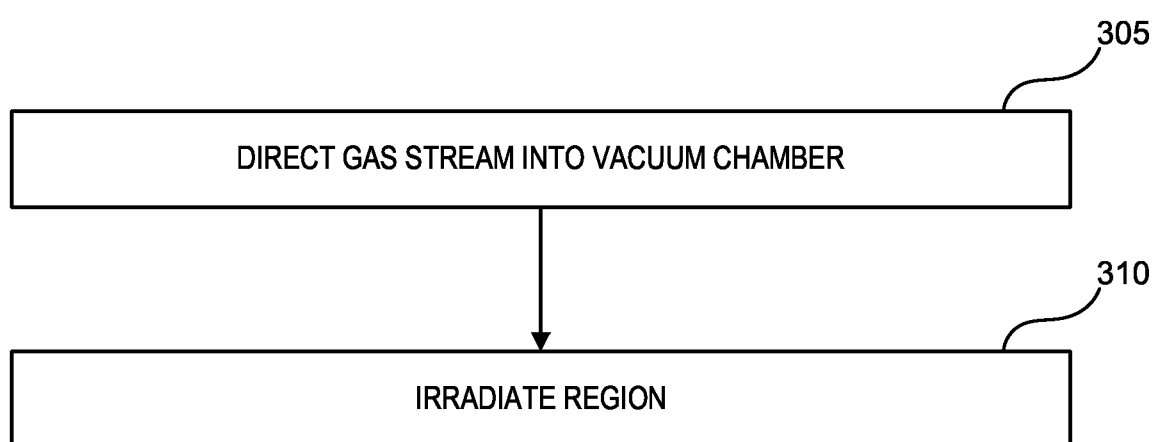 305
DIRECT GAS STREAM INTO VACUUM CHAMBER
310
IRRADIATE REGION